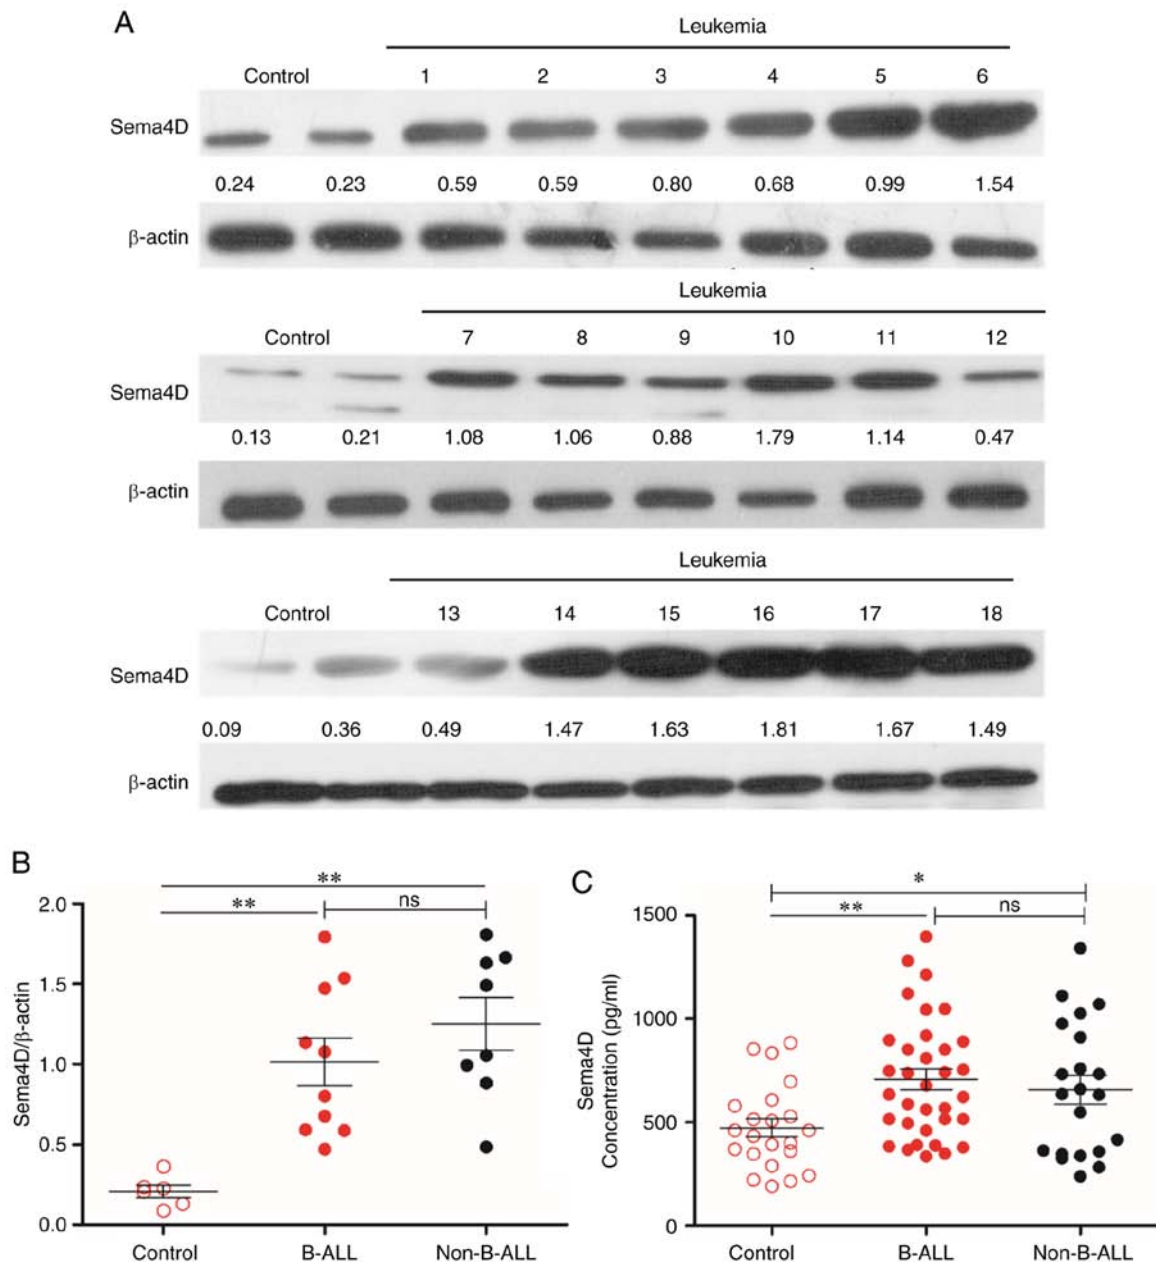 A
Leukemia
Control 1 2 3 4 5 6
Sema4D
0.24 0.23 0.59 0.59 0.80 0.68 0.99 1.54
β-actin
Leukemia
Control 7 8 9 10 11 12
Sema4D
0.13 0.21 1.08 1.06 0.88 1.79 1.14 0.47
β-actin
Leukemia
Control 13 14 15 16 17 18
Sema4D
0.09 0.36 0.49 1.47 1.63 1.81 1.67 1.49
β-actin
B
**
** ns
2.0
1.5
1.0
0.5
0.0
Sema4D/β-actin
Control B-ALL Non-B-ALL
C
*
** ns
1500
1000
500
0
Sema4D
Concentration (pg/ml)
Control B-ALL Non-B-ALL